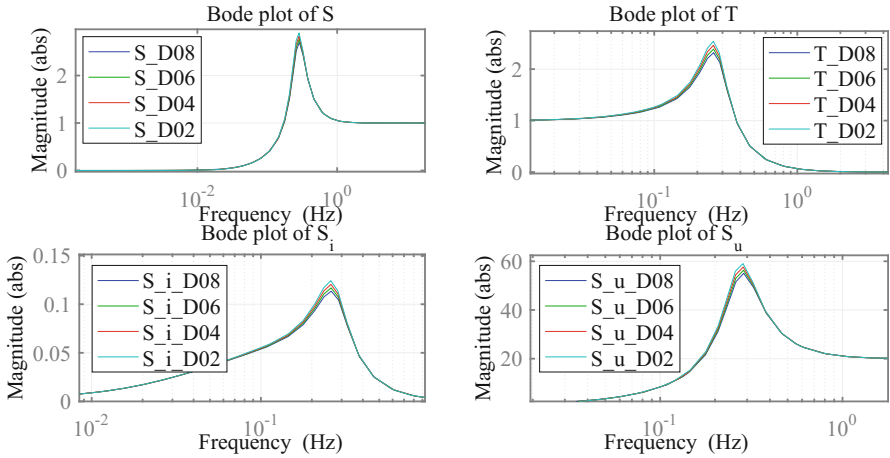 Bode plot of S
Magnitude (abs)
2
1
0
S_D08
S_D06
S_D04
S_D02
10^-2
10^0
Frequency (Hz)
Bode plot of T
Magnitude (abs)
2
1
0
T_D08
T_D06
T_D04
T_D02
10^-1
10^0
Frequency (Hz)
Bode plot of S_i
Magnitude (abs)
0.15
0.1
0.05
0
S_i_D08
S_i_D06
S_i_D04
S_i_D02
10^-2
10^-1
Frequency (Hz)
Bode plot of S_u
Magnitude (abs)
60
40
20
S_u_D08
S_u_D06
S_u_D04
S_u_D02
10^-1
10^0
Frequency (Hz)